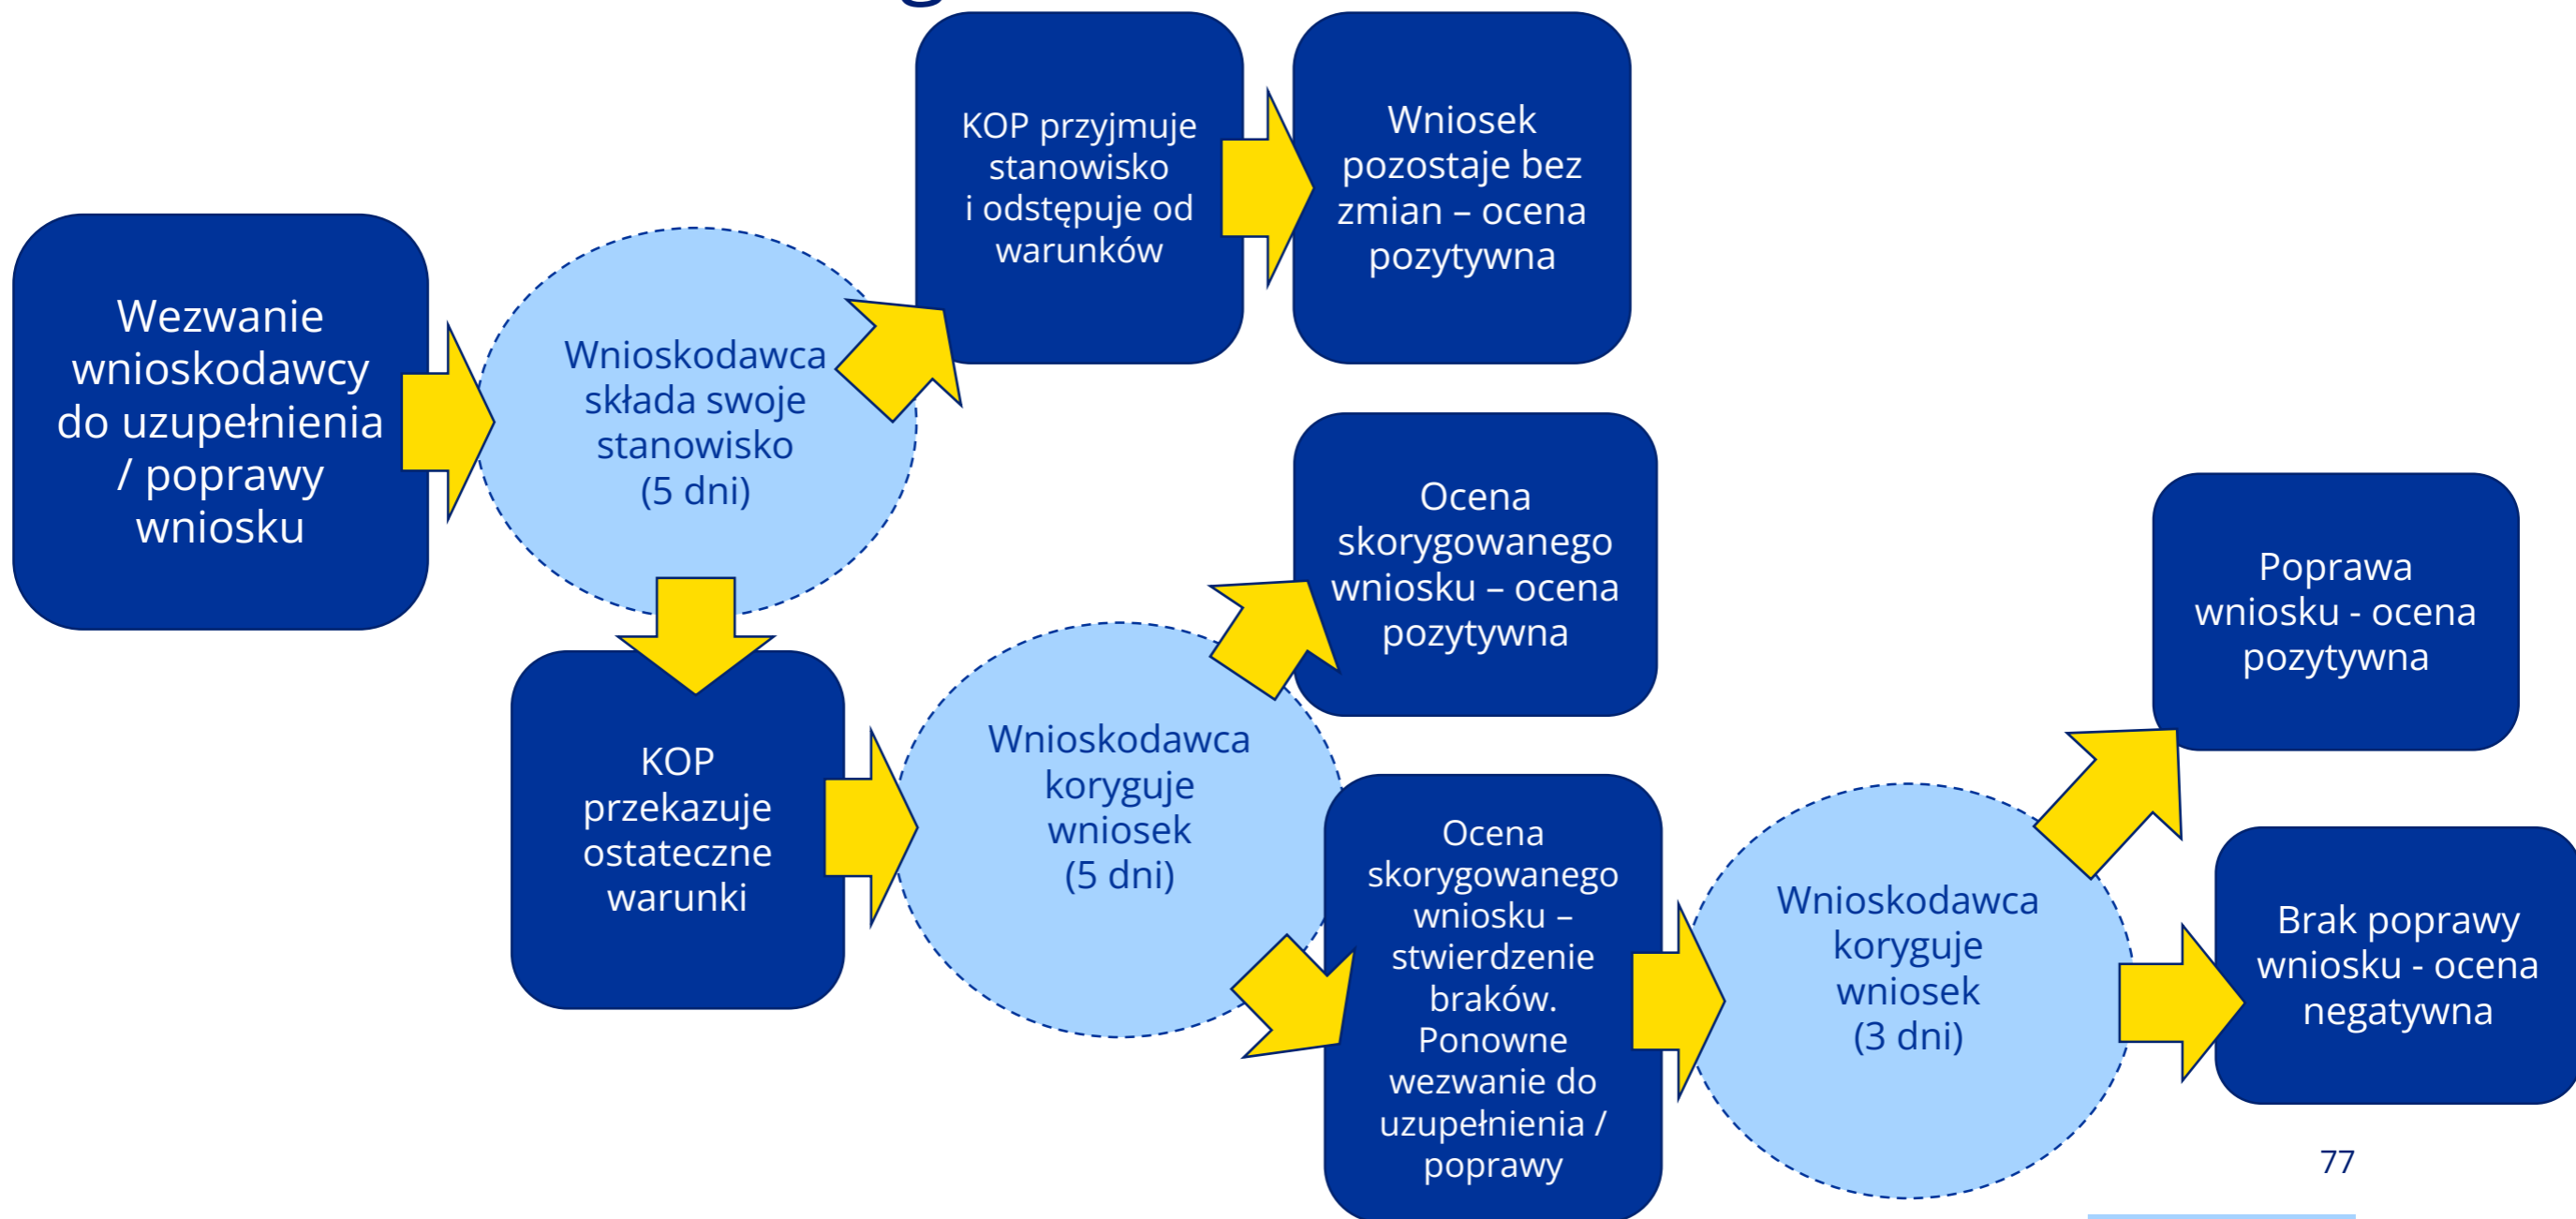 KOP przyjmuje
stanowisko
i odstępuje od
warunków
Wniosek
pozostaje bez
zmian – ocena
pozytywna
Wezwanie
wnioskodawcy
do uzupełnienia
/ poprawy
wniosku
Wnioskodawca
składa swoje
stanowisko
(5 dni)
Ocena
skorygowanego
wniosku – ocena
pozytywna
Poprawa
wniosku - ocena
pozytywna
KOP
przekazuje
ostateczne
warunki
Wnioskodawca
koryguje
wniosek
(5 dni)
Ocena
skorygowanego
wniosku –
stwierdzenie
braków.
Ponowne
wezwanie do
uzupełnienia /
poprawy
Wnioskodawca
koryguje
wniosek
(3 dni)
Brak poprawy
wniosku - ocena
negatywna
77